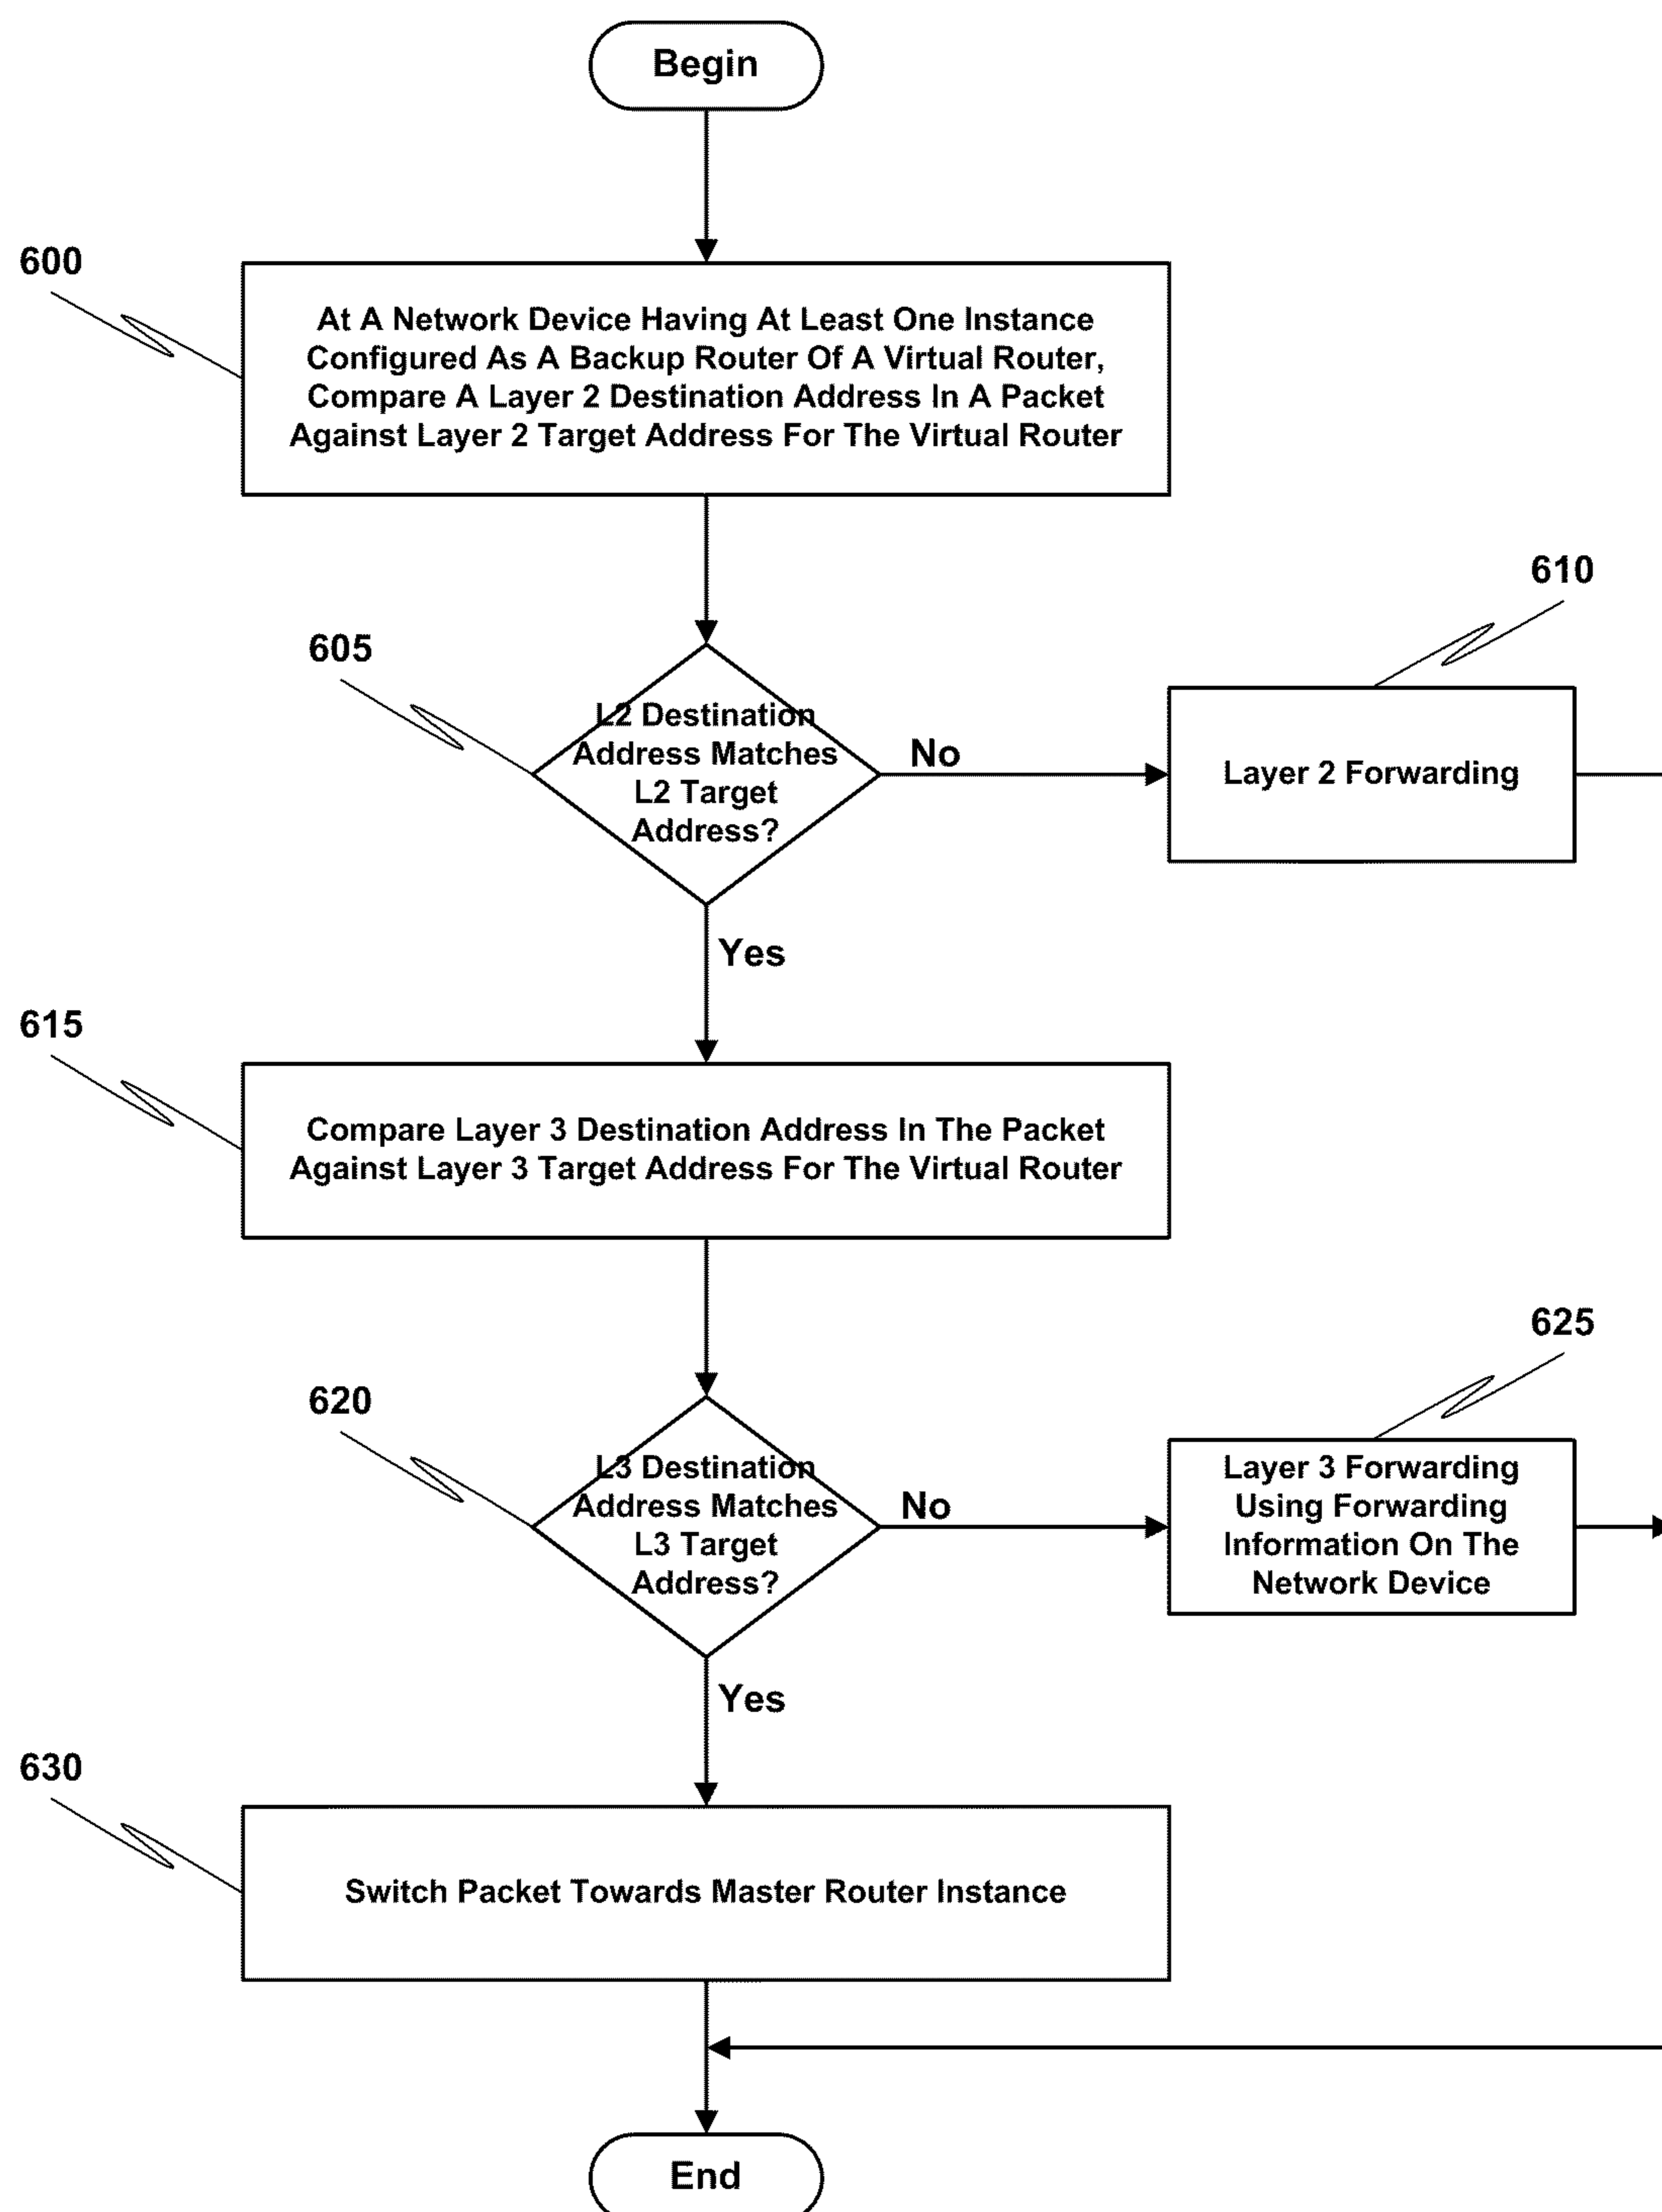 Begin
600
At A Network Device Having At Least One Instance
Configured As A Backup Router Of A Virtual Router,
Compare A Layer 2 Destination Address In A Packet
Against Layer 2 Target Address For The Virtual Router
605
L2 Destination
Address Matches
L2 Target
Address?
No
610
Layer 2 Forwarding
Yes
615
Compare Layer 3 Destination Address In The Packet
Against Layer 3 Target Address For The Virtual Router
620
L3 Destination
Address Matches
L3 Target
Address?
No
625
Layer 3 Forwarding
Using Forwarding
Information On The
Network Device
Yes
630
Switch Packet Towards Master Router Instance
End